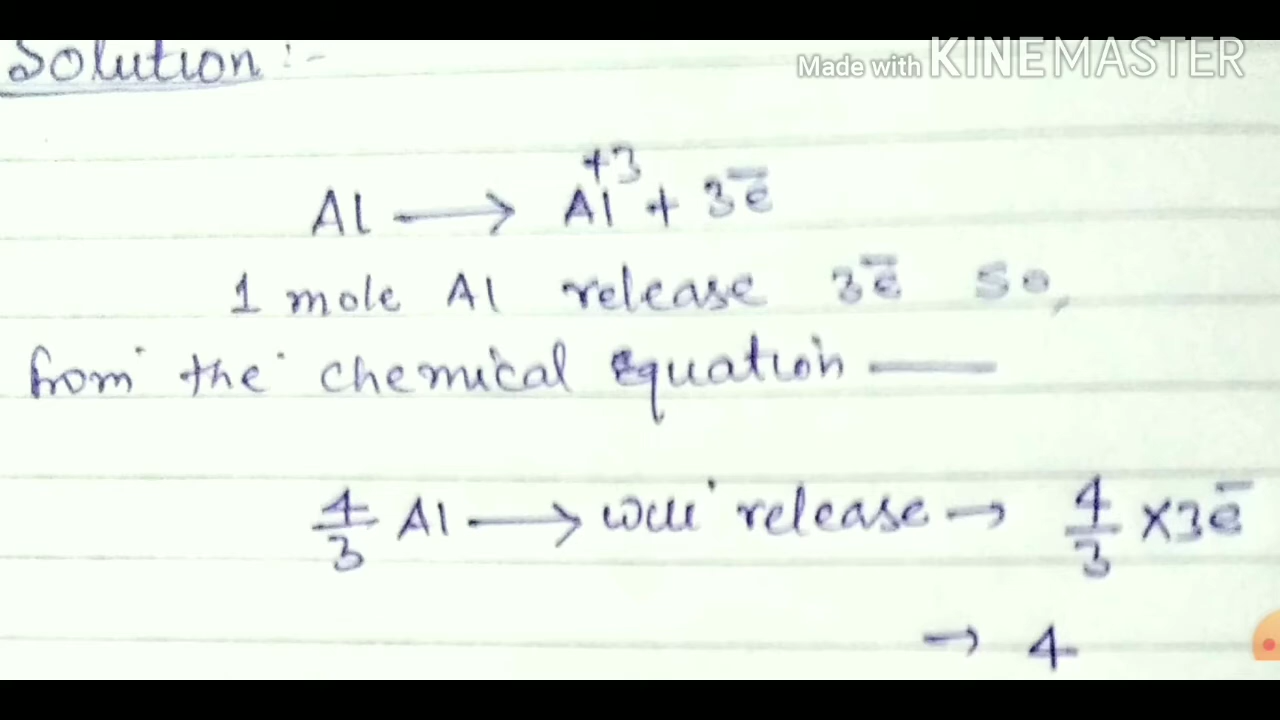 Solution :-
Made with KINEMASTER
Al ⟶ Al⁺³ + 3e⁻
1 mole Al release 3e⁻ so,
from the chemical equation —
4/3 Al ⟶ will release → 4/3 × 3e⁻
→ 4